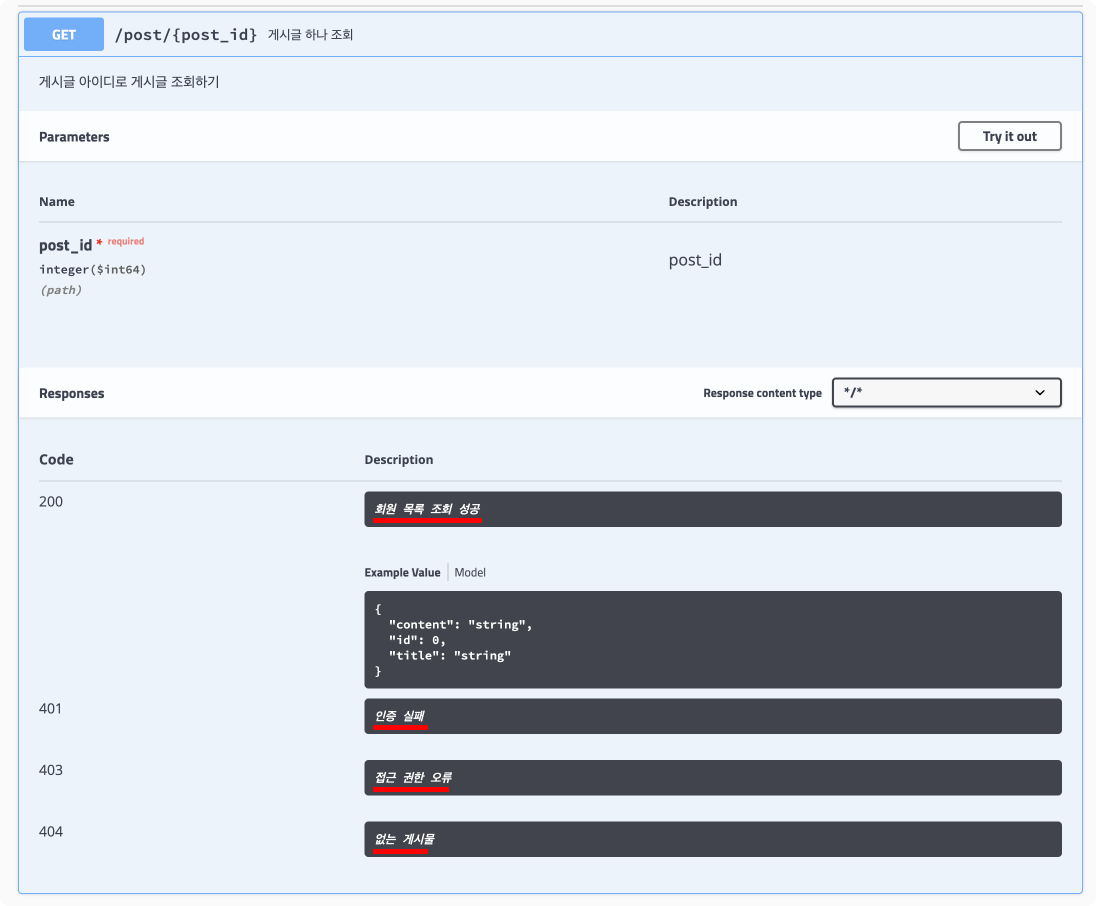 GET /post/{post_id} 게시글 하나 조회
게시글 아이디로 게시글 조회하기
Parameters Try it out
Name Description
post_id * required
integer($int64)
(path)
post_id
Responses Response content type */*
Code Description
200 회원 목록 조회 성공
Example Value Model
{
"content": "string",
"id": 0,
"title": "string"
}
401 인증 실패
403 접근 권한 오류
404 없는 게시물